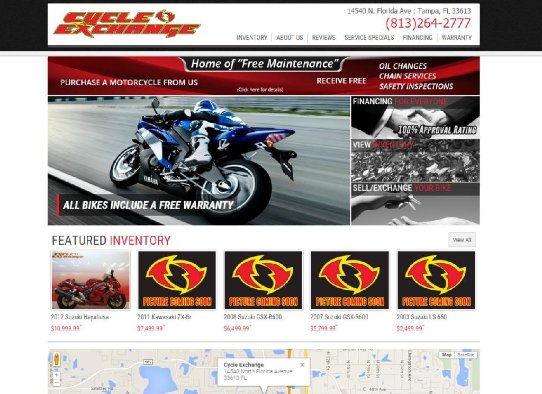 CYCLE
EXCHANGE
14540 N. Florida Ave : Tampa, FL 33613
(813)264-2777
INVENTORY ABOUT US REVIEWS SERVICE SPECIALS FINANCING WARRANTY
Home of "Free Maintenance"
PURCHASE A MOTORCYCLE FROM US
(Click here for details)
RECEIVE FREE
OIL CHANGES
CHAIN SERVICES
SAFETY INSPECTIONS
ALL BIKES INCLUDE A FREE WARRANTY
FINANCING FOR EVERYONE
100% APPROVAL RATING
VIEW INVENTORY
SELL/EXCHANGE YOUR BIKE
FEATURED INVENTORY
View All
PICTURE COMING SOON
PICTURE COMING SOON
PICTURE COMING SOON
PICTURE COMING SOON
2012 Suzuki Hayabusa
$10,999.99*
2011 Kawasaki ZX-6r
$7,499.99*
2008 Suzuki GSX-R600
$6,499.99*
2007 Suzuki GSX-R600
$5,799.99*
2003 Suzuki LS 650
$2,499.99*
Cycle Exchange
14540 North Florida Avenue
33613 FL
Map Satellite